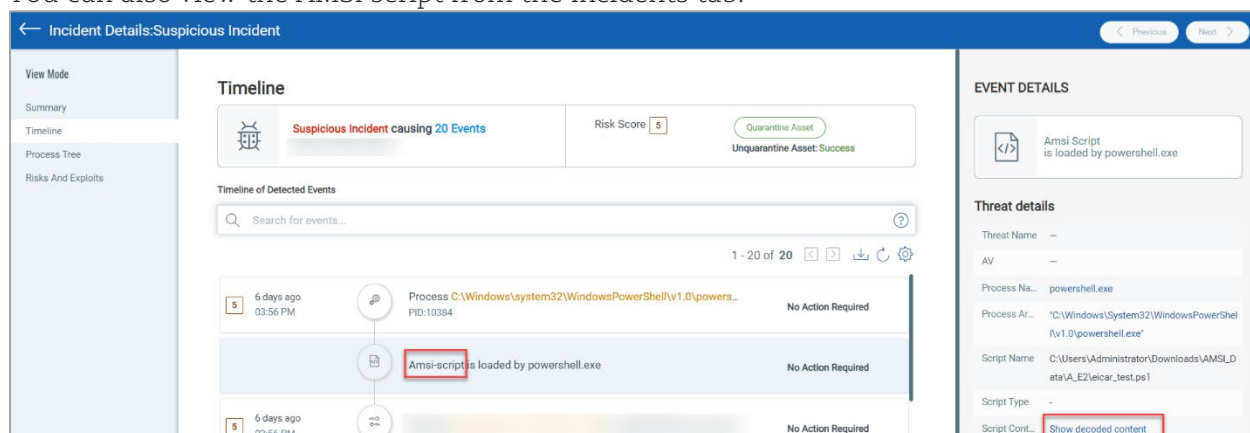 You can also view the AMSI script from the incidents tab.
Incident Details:Suspicious Incident
Previous
Next
View Mode
Summary
Timeline
Process Tree
Risks And Exploits
Timeline
Suspicious Incident causing 20 Events
Risk Score 5
Quarantine Asset
Unquarantine Asset: Success
Timeline of Detected Events
Search for events...
1 - 20 of 20
5
6 days ago
03:56 PM
Process C:\Windows\system32\WindowsPowerShell\v1.0\powers...
PID:10384
No Action Required
Amsi-script is loaded by powershell.exe
No Action Required
5
6 days ago
03:56 PM
No Action Required
EVENT DETAILS
Amsi Script
is loaded by powershell.exe
Threat details
Threat Name –
AV –
Process Na... powershell.exe
Process Ar... "C:\Windows\System32\WindowsPowerShel
l\v1.0\powershell.exe"
Script Name C:\Users\Administrator\Downloads\AMSI_D
ata\A_E2\eicar_test.ps1
Script Type -
Script Cont... Show decoded content